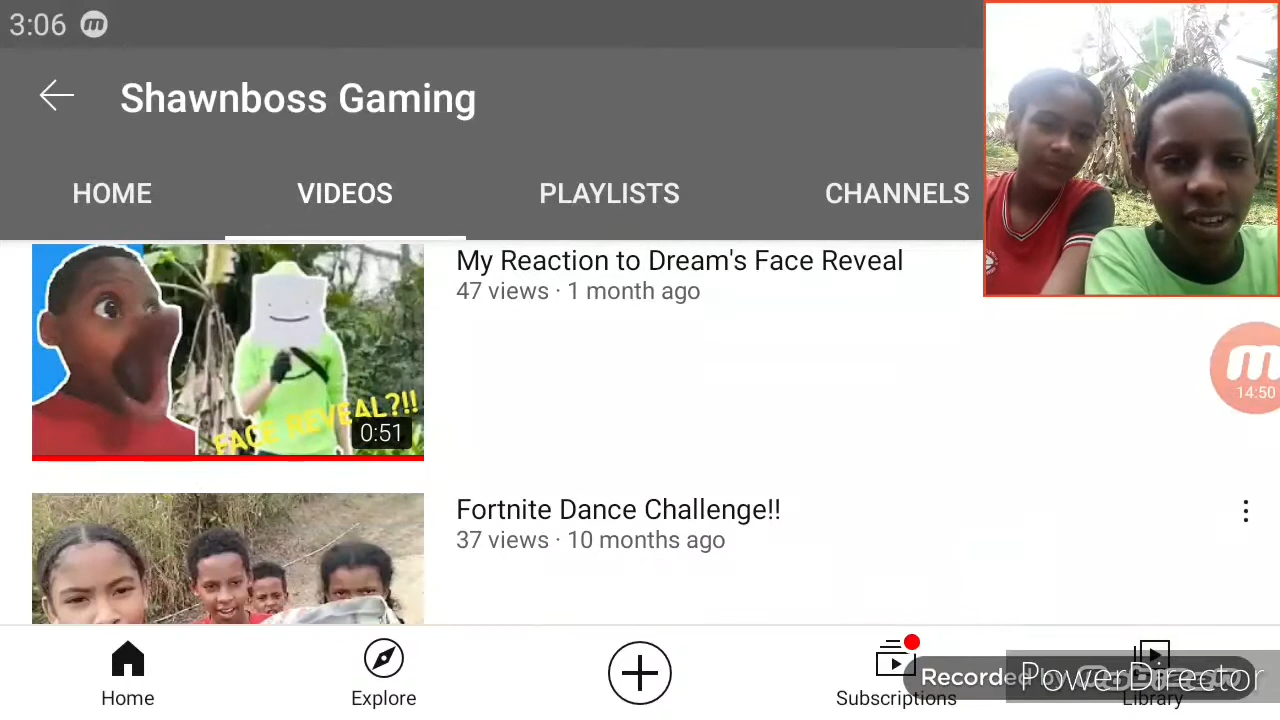 3:06
Shawnboss Gaming
HOME VIDEOS PLAYLISTS CHANNELS
FACE REVEAL?!!
0:51
My Reaction to Dream's Face Reveal
47 views · 1 month ago
14:50
Fortnite Dance Challenge!!
37 views · 10 months ago
Home
Explore
Subscriptions
Library
Recorded by
PowerDirector